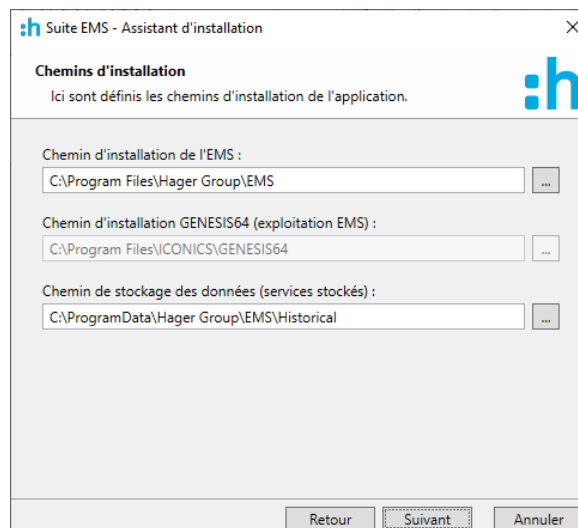 :h Suite EMS - Assistant d'installation
Chemins d'installation
Ici sont définis les chemins d'installation de l'application.
:h
Chemin d'installation de l'EMS :
C:\Program Files\Hager Group\EMS
...
Chemin d'installation GENESIS64 (exploitation EMS) :
C:\Program Files\ICONICS\GENESIS64
...
Chemin de stockage des données (services stockés) :
C:\ProgramData\Hager Group\EMS\Historical
...
Retour Suivant Annuler